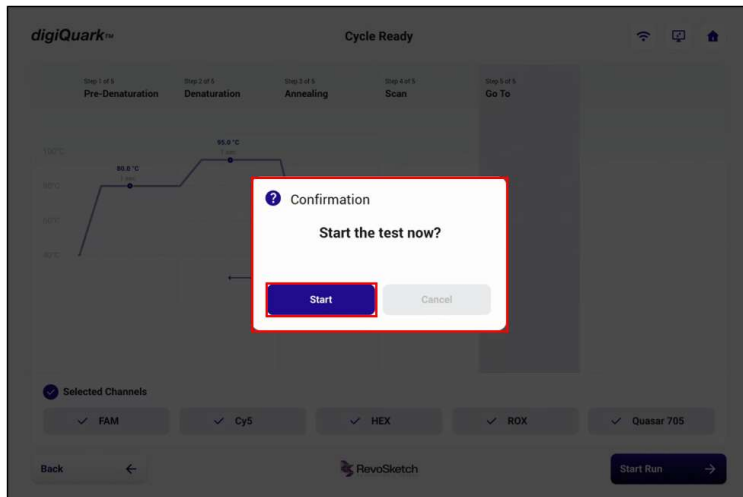 digiQuark™
Cycle Ready
Step 1 of 5
Pre-Denaturation
Step 2 of 5
Denaturation
Step 3 of 5
Annealing
Step 4 of 5
Scan
Step 5 of 5
Go To
100°C
95.0 °C
80.0 °C
Confirmation
Start the test now?
Start
Cancel
Selected Channels
FAM
Cy5
HEX
ROX
Quasar 705
Back
RevoSketch
Start Run